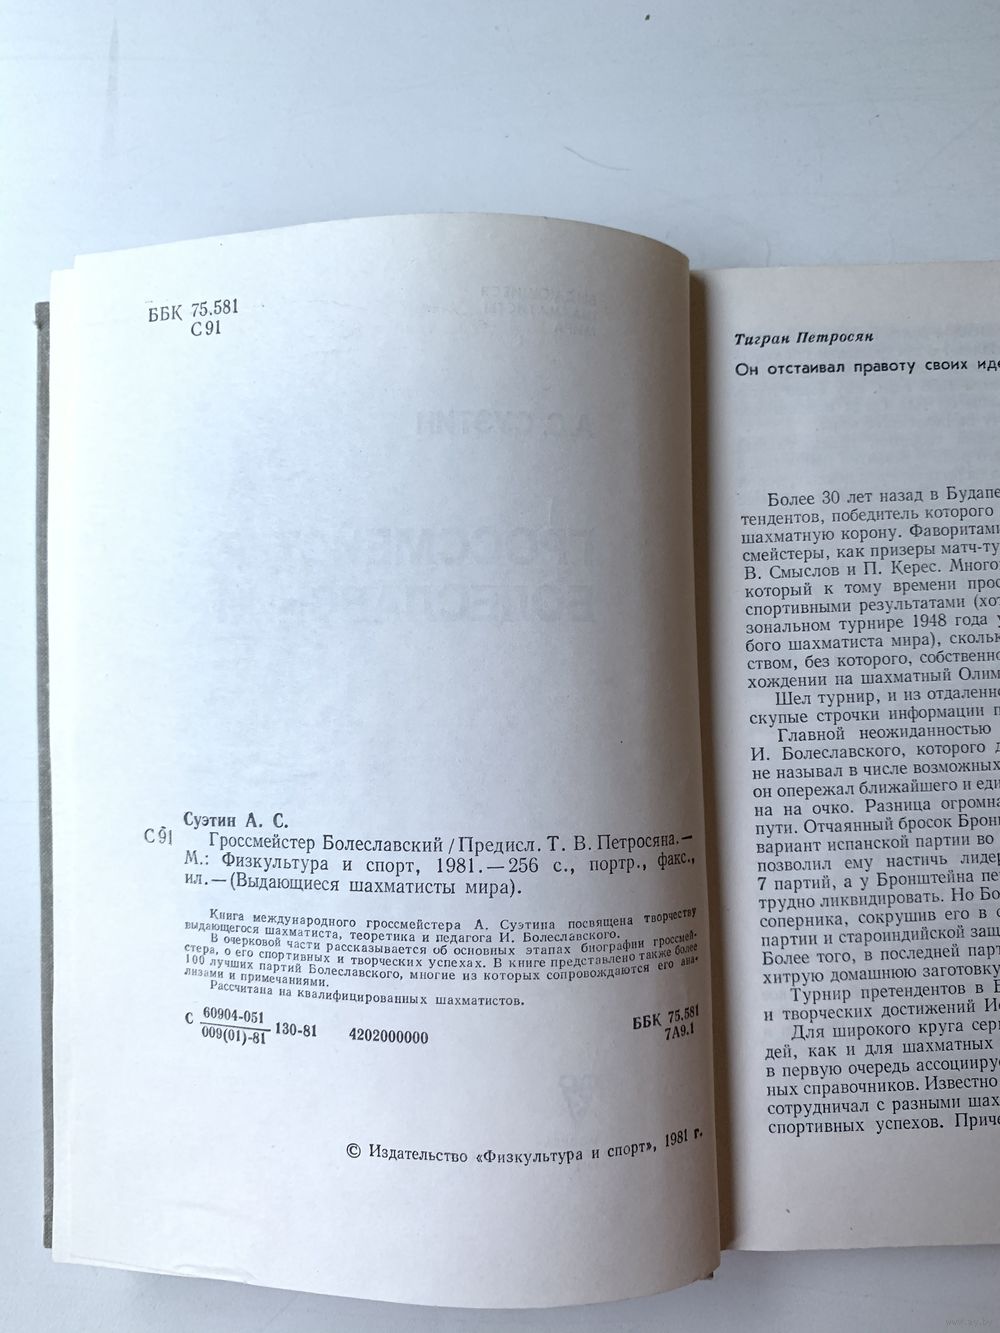 ББК 75.581
С91
Суэтин А. С.
С91
Гроссмейстер Болеславский / Предисл. Т. В. Петросяна.—
М.: Физкультура и спорт, 1981. — 256 с., портр., факс.,
ил. — (Выдающиеся шахматисты мира).
Книга международного гроссмейстера А. Суэтина посвящена творчеству
выдающегося шахматиста, теоретика и педагога И. Болеславского.
В очерковой части рассказывается об основных этапах биографии гроссмей-
стера, о его спортивных и творческих успехах. В книге представлено также более
100 лучших партий Болеславского, многие из которых сопровождаются его ана-
лизами и примечаниями.
Рассчитана на квалифицированных шахматистов.
С 60904-051
009(01)-81 130-81 4202000000
ББК 75.581
7А9.1
© Издательство «Физкультура и спорт», 1981 г.
Тигран Петросян
Он отстаивал правоту своих иде
Более 30 лет назад в Будапе
тендентов, победитель которого
шахматную корону. Фаворитам
смейстеры, как призеры матч-ту
В. Смыслов и П. Керес. Много
который к тому времени прос
спортивными результатами (хот
зональном турнире 1948 года у
бого шахматиста мира), сколь
ством, без которого, собственно
хождении на шахматный Олим
Шел турнир, и из отдаленно
скупые строчки информации п
Главной неожиданностью
И. Болеславского, которого д
не называл в числе возможных
он опережал ближайшего и еди
на на очко. Разница огромна
пути. Отчаянный бросок Брон
вариант испанской партии во
позволил ему настичь лидер
7 партий, а у Бронштейна пе
трудно ликвидировать. Но Бо
соперника, сокрушив его в с
партии и староиндийской защ
Более того, в последней парт
хитрую домашнюю заготовку
Турнир претендентов в Б
и творческих достижений Ис
Для широкого круга сери
дей, как и для шахматных
в первую очередь ассоцииру
ных справочников. Известно
сотрудничал с разными шах
спортивных успехов. Приче
www.ay.by